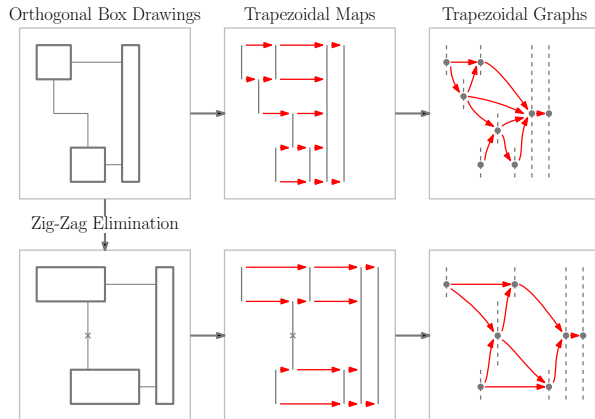 Orthogonal Box Drawings
Trapezoidal Maps
Trapezoidal Graphs
Zig-Zag Elimination